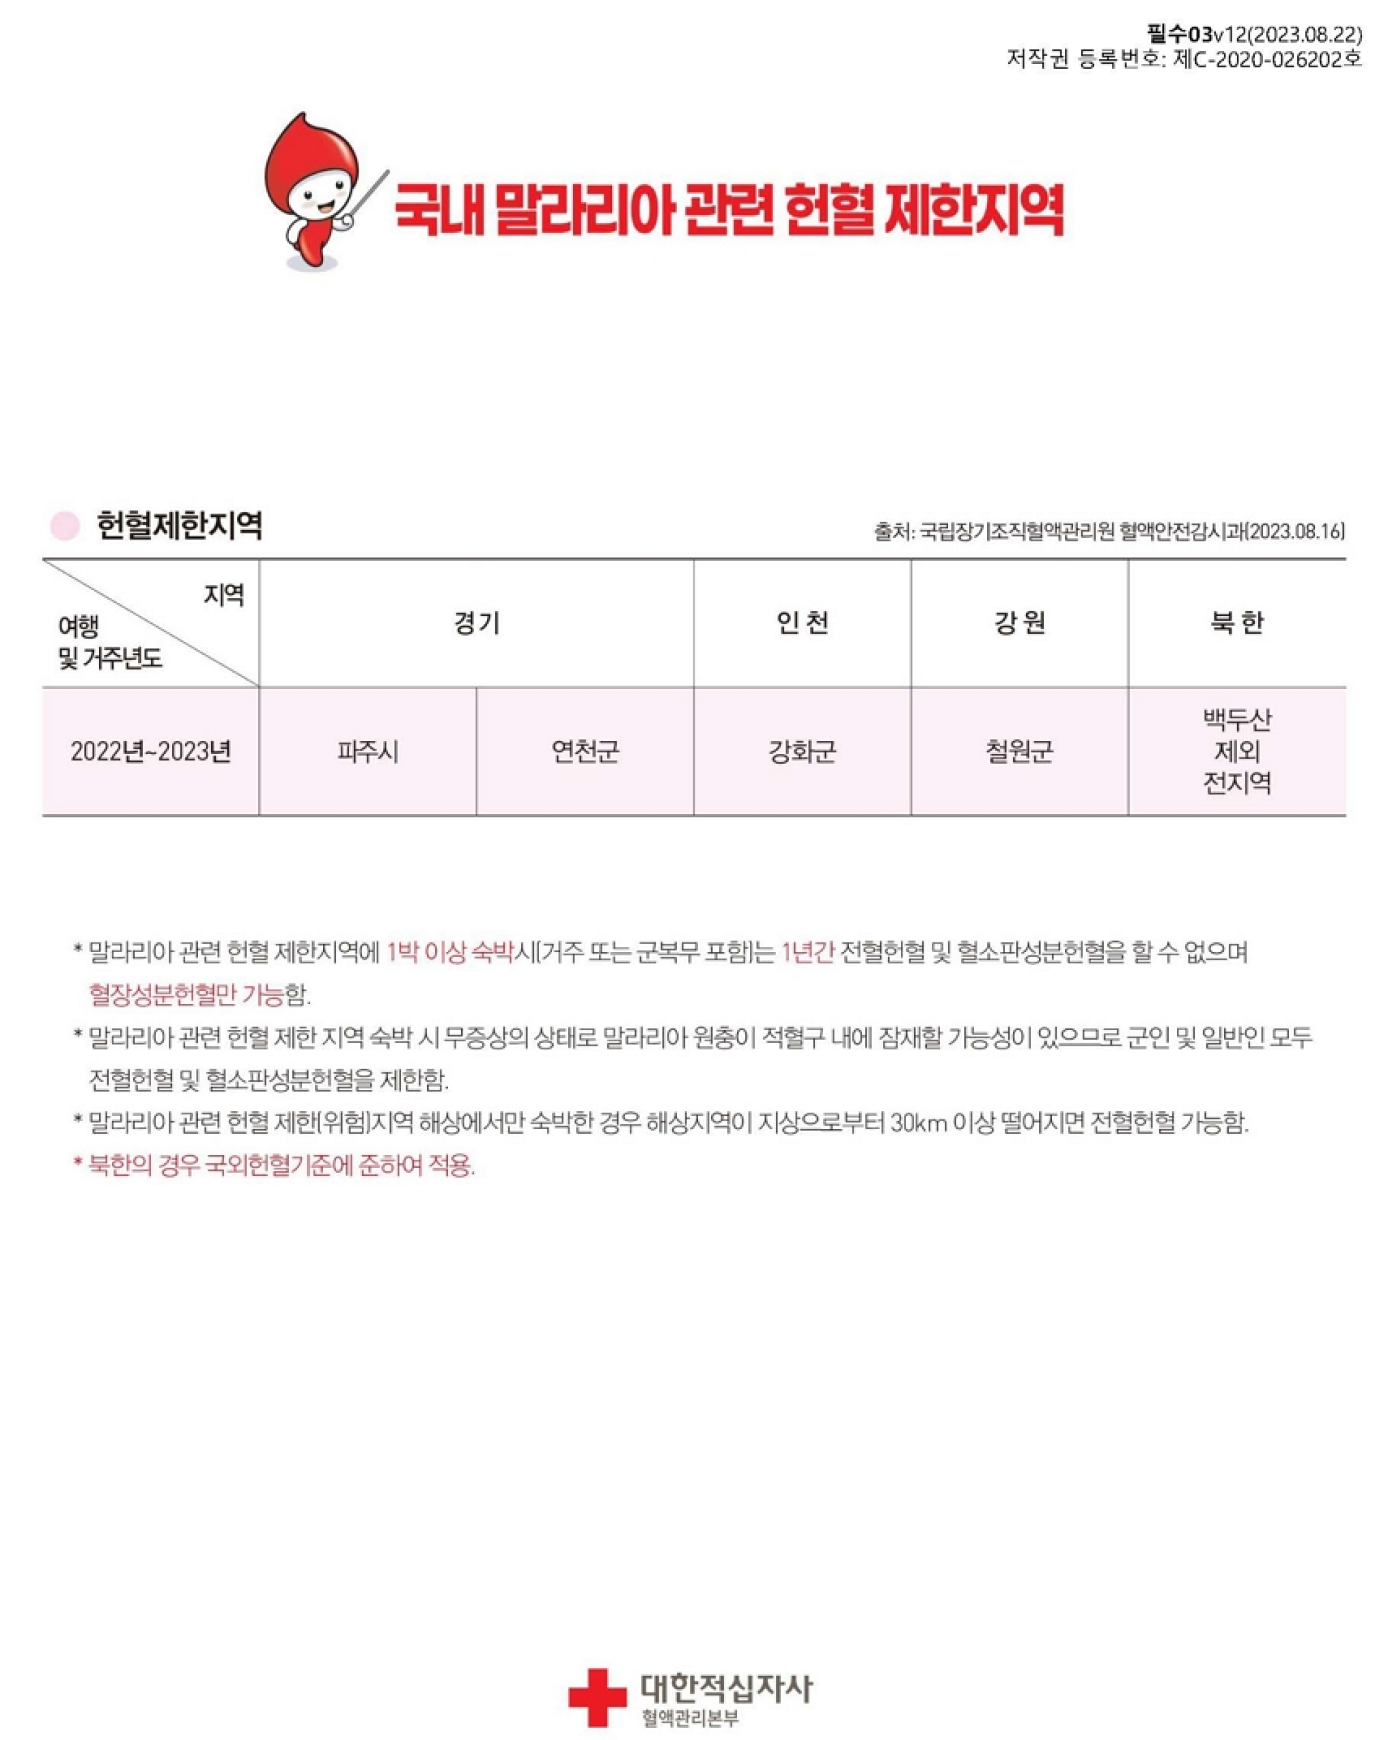 필수03v12(2023.08.22)
저작권 등록번호: 제C-2020-026202호
국내 말라리아 관련 헌혈 제한지역
헌혈제한지역
출처: 국립장기조직혈액관리원 혈액안전감시과(2023.08.16)
지역
여행
및 거주년도
경기
인천
강원
북한
2022년~2023년
파주시
연천군
강화군
철원군
백두산
제외
전지역
* 말라리아 관련 헌혈 제한지역에 1박 이상 숙박시(거주 또는 군복무 포함)는 1년간 전혈헌혈 및 혈소판성분헌혈을 할 수 없으며
혈장성분헌혈만 가능함.
* 말라리아 관련 헌혈 제한 지역 숙박 시 무증상의 상태로 말라리아 원충이 적혈구 내에 잠재할 가능성이 있으므로 군인 및 일반인 모두
전혈헌혈 및 혈소판성분헌혈을 제한함.
* 말라리아 관련 헌혈 제한(위험)지역 해상에서만 숙박한 경우 해상지역이 지상으로부터 30km 이상 떨어지면 전혈헌혈 가능함.
* 북한의 경우 국외헌혈기준에 준하여 적용.
대한적십자사
혈액관리본부